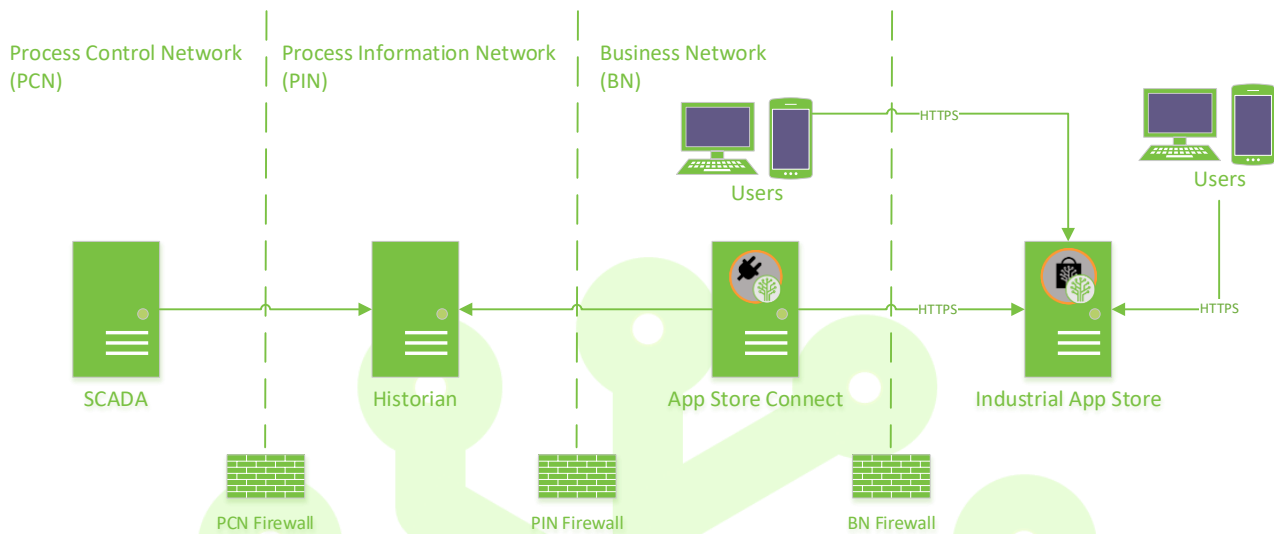 Process Control Network
(PCN)
Process Information Network
(PIN)
Business Network
(BN)
HTTPS
Users
Users
HTTPS
HTTPS
SCADA
Historian
App Store Connect
Industrial App Store
PCN Firewall
PIN Firewall
BN Firewall